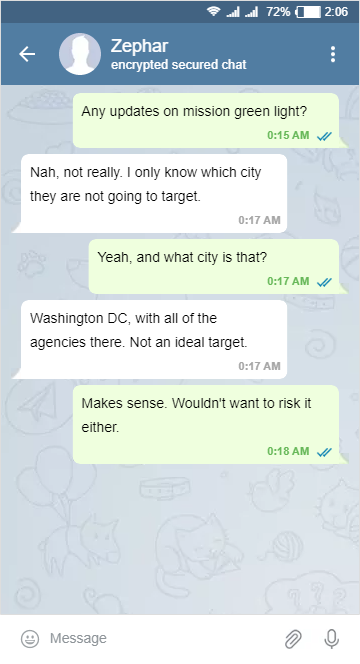 72% 2:06
Zephar
encrypted secured chat
Any updates on mission green light?
0:15 AM
Nah, not really. I only know which city
they are not going to target.
0:17 AM
Yeah, and what city is that?
0:17 AM
Washington DC, with all of the
agencies there. Not an ideal target.
0:17 AM
Makes sense. Wouldn't want to risk it
either.
0:18 AM
???
Message